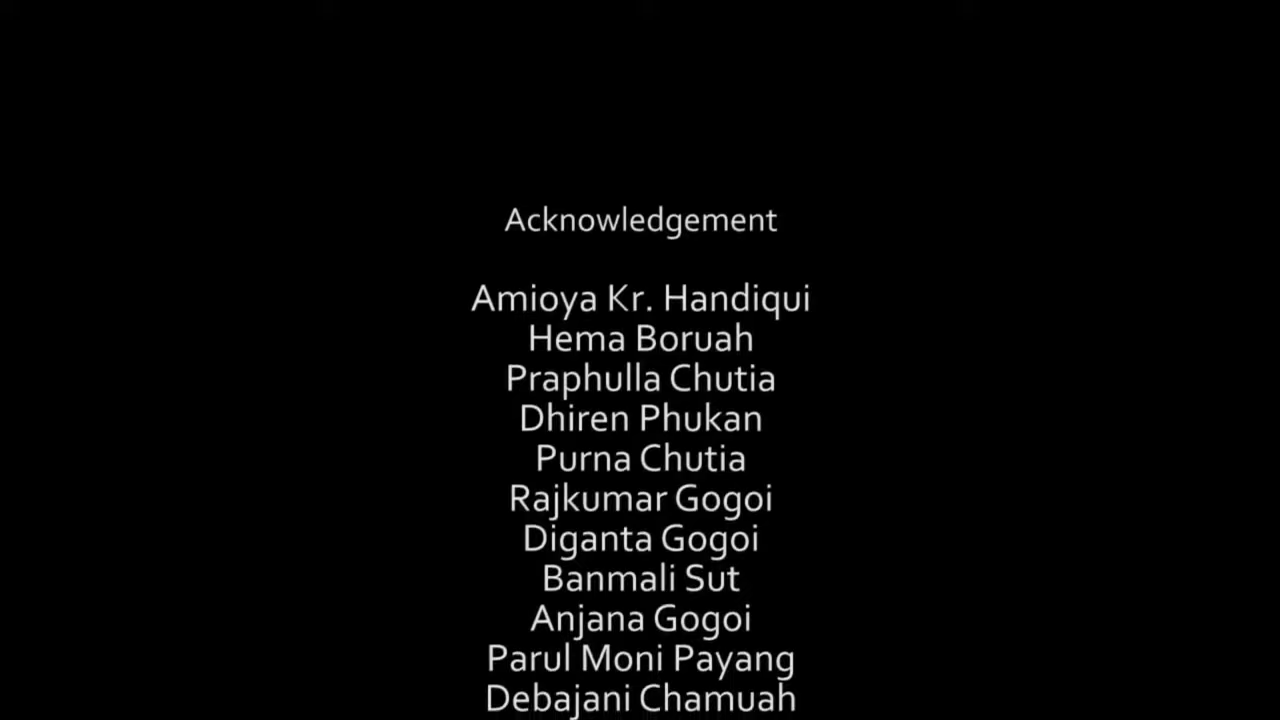 Acknowledgement
Amioya Kr. Handiqui
Hema Boruah
Praphulla Chutia
Dhiren Phukan
Purna Chutia
Rajkumar Gogoi
Diganta Gogoi
Banmali Sut
Anjana Gogoi
Parul Moni Payang
Debajani Chamuah